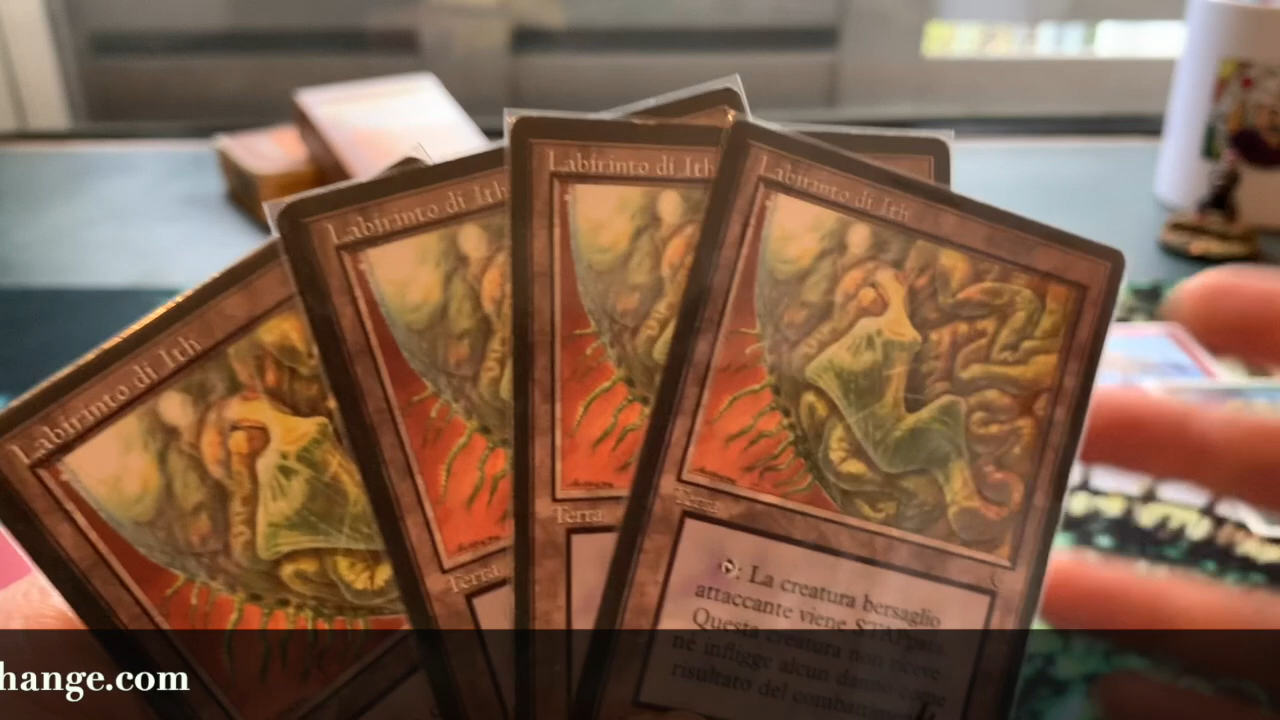 Labirinto di Ith
Terra
Labirinto di Ith
Terra
Labirinto di Ith
Labirinto di Ith
Terra
: La creatura bersaglio
attaccante viene STAPpata.
Questa creatura non riceve
né infligge alcun danno come
risultato del combattimento.
hange.com